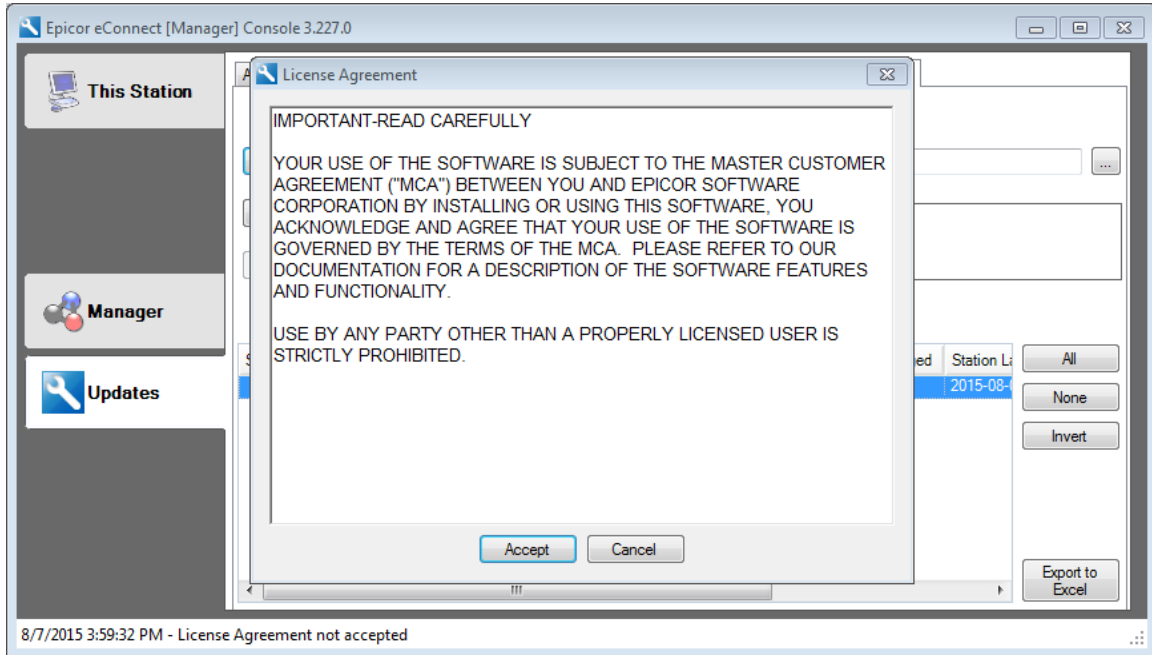 Epicor eConnect [Manager] Console 3.227.0
This Station
Manager
Updates
License Agreement
IMPORTANT-READ CAREFULLY
YOUR USE OF THE SOFTWARE IS SUBJECT TO THE MASTER CUSTOMER
AGREEMENT ("MCA") BETWEEN YOU AND EPICOR SOFTWARE
CORPORATION BY INSTALLING OR USING THIS SOFTWARE, YOU
ACKNOWLEDGE AND AGREE THAT YOUR USE OF THE SOFTWARE IS
GOVERNED BY THE TERMS OF THE MCA.  PLEASE REFER TO OUR
DOCUMENTATION FOR A DESCRIPTION OF THE SOFTWARE FEATURES
AND FUNCTIONALITY.
USE BY ANY PARTY OTHER THAN A PROPERLY LICENSED USER IS
STRICTLY PROHIBITED.
Accept
Cancel
...
Station
2015-08-
All
None
Invert
Export to
Excel
8/7/2015 3:59:32 PM - License Agreement not accepted